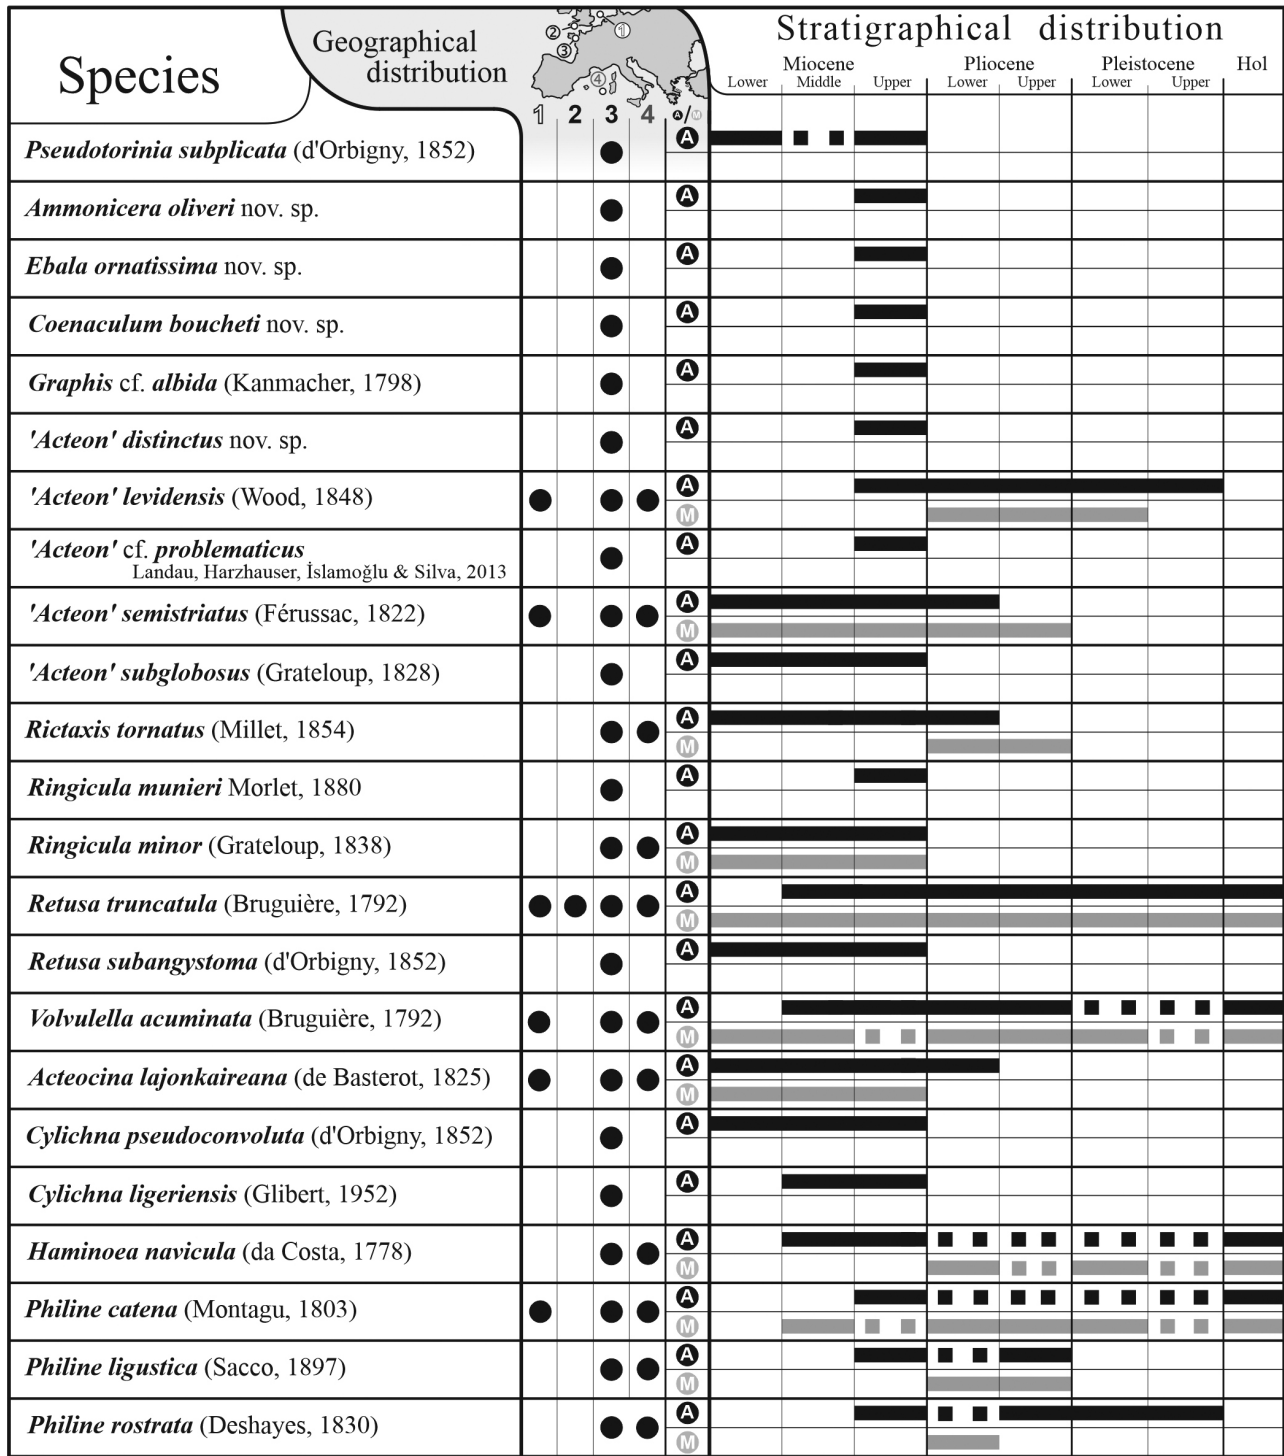 Species
Geographical
distribution
② ① ③ ④
1 2 3 4 A/M
Stratigraphical distribution
Miocene Pliocene Pleistocene Hol
Lower Middle Upper Lower Upper Lower Upper
Pseudotorinia subplicata (d'Orbigny, 1852) A
Ammonicera oliveri nov. sp. A
Ebala ornatissima nov. sp. A
Coenaculum boucheti nov. sp. A
Graphis cf. albida (Kanmacher, 1798) A
'Acteon' distinctus nov. sp. A
'Acteon' levidensis (Wood, 1848) A
M
'Acteon' cf. problematicus A
Landau, Harzhauser, İslamoğlu & Silva, 2013
'Acteon' semistriatus (Férussac, 1822) A
M
'Acteon' subglobosus (Grateloup, 1828) A
Rictaxis tornatus (Millet, 1854) A
M
Ringicula munieri Morlet, 1880 A
Ringicula minor (Grateloup, 1838) A
M
Retusa truncatula (Bruguière, 1792) A
M
Retusa subangystoma (d'Orbigny, 1852) A
Volvulella acuminata (Bruguière, 1792) A
M
Acteocina lajonkaireana (de Basterot, 1825) A
M
Cylichna pseudoconvoluta (d'Orbigny, 1852) A
Cylichna ligeriensis (Glibert, 1952) A
Haminoea navicula (da Costa, 1778) A
M
Philine catena (Montagu, 1803) A
M
Philine ligustica (Sacco, 1897) A
M
Philine rostrata (Deshayes, 1830) A
M